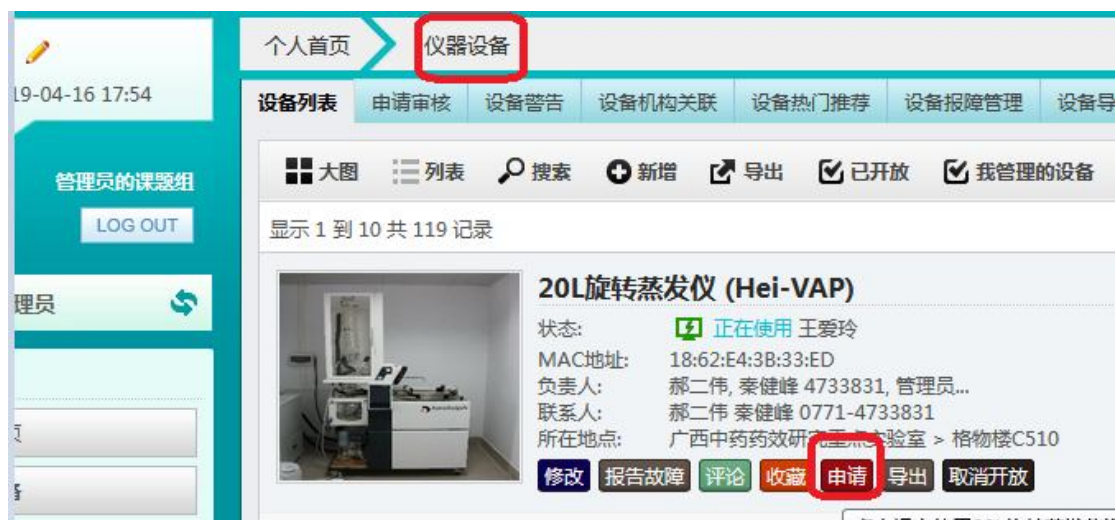 个人首页 仪器设备
19-04-16 17:54
设备列表 申请审核 设备警告 设备机构关联 设备热门推荐 设备报障管理 设备导
管理员的课题组
LOG OUT
大图 列表 搜索 新增 导出 已开放 我管理的设备
显示 1 到 10 共 119 记录
理员
20L旋转蒸发仪 (Hei-VAP)
状态: 正在使用 王爱玲
MAC地址: 18:62:E4:3B:33:ED
负责人: 郝二伟, 秦健峰 4733831, 管理员...
联系人: 郝二伟 秦健峰 0771-4733831
所在地点: 广西中药药效研究重点实验室 > 格物楼C510
修改 报告故障 评论 收藏 申请 导出 取消开放